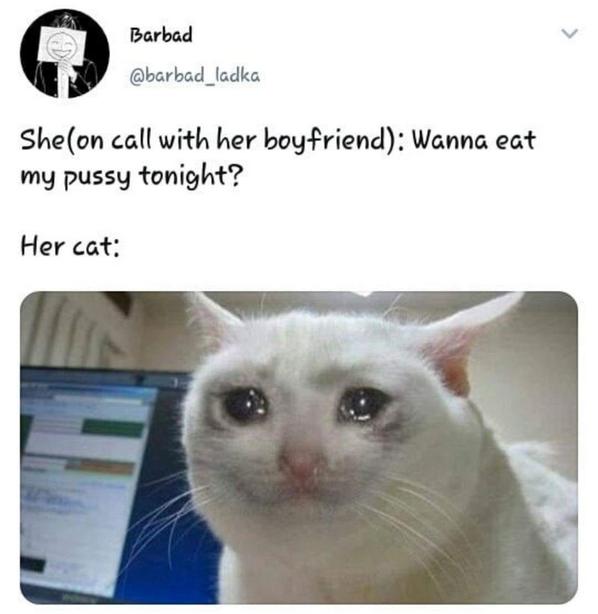 Barbad
@barbad_ladka
She(on call with her boyfriend): Wanna eat
my pussy tonight?
Her cat: